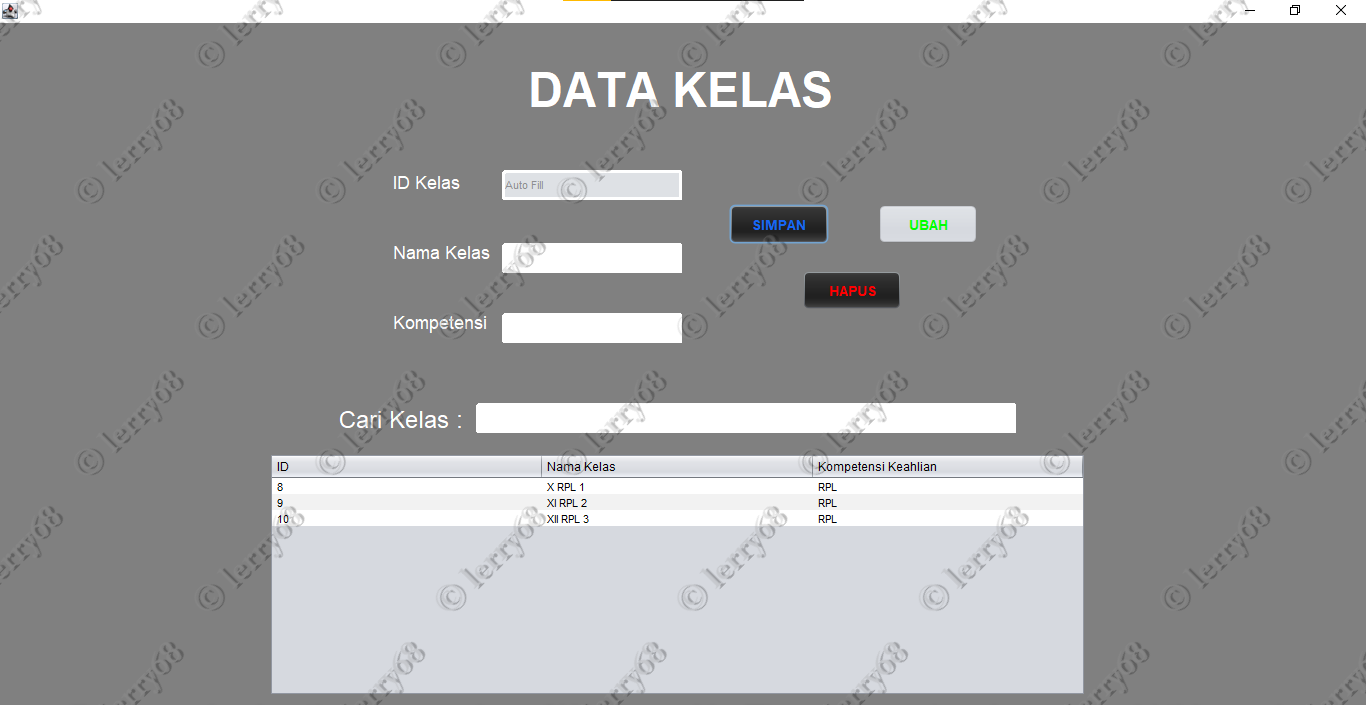 DATA KELAS
ID Kelas
Auto Fill
SIMPAN
UBAH
Nama Kelas
HAPUS
Kompetensi
Cari Kelas :
ID Nama Kelas Kompetensi Keahlian
8 X RPL 1 RPL
9 XI RPL 2 RPL
10 XII RPL 3 RPL
© lerry68